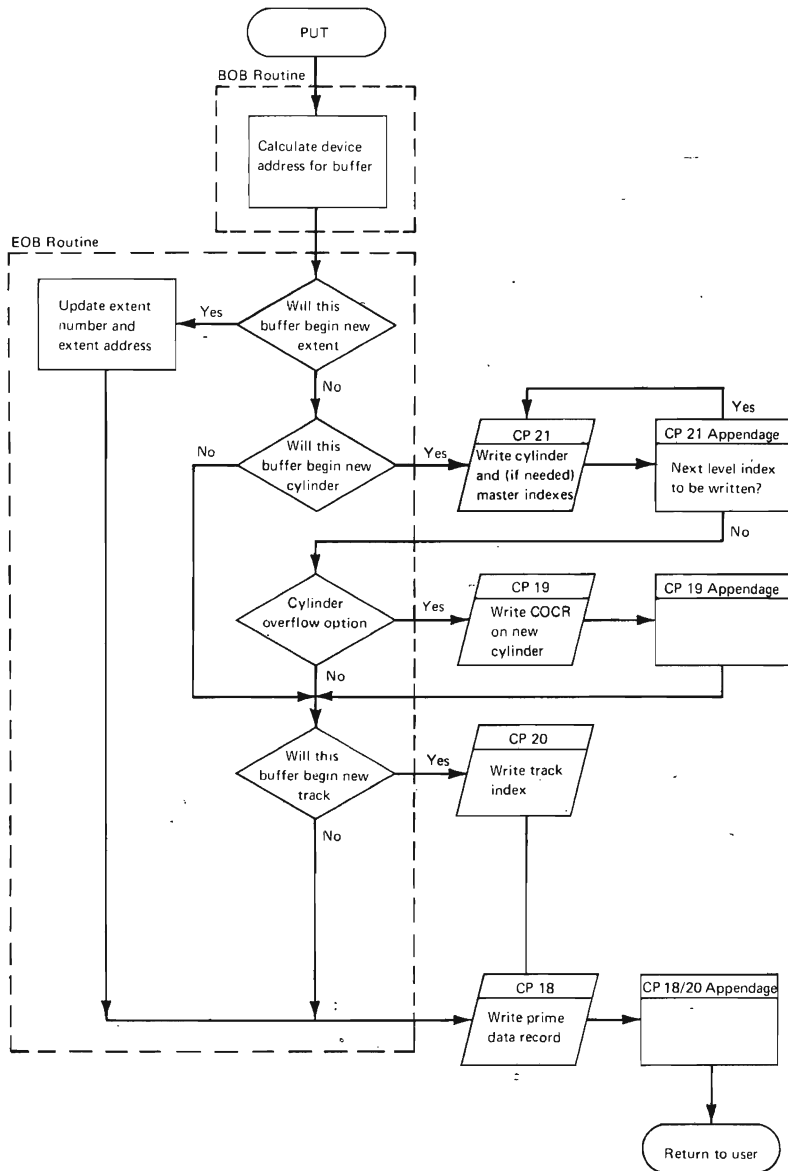 PUT
BOB Routine
Calculate device
address for buffer
EOB Routine
Update extent
number and
extent address
Yes
Will this
buffer begin new
extent
No
Yes
No
Will this
buffer begin new
cylinder
Yes
CP 21
Write cylinder
and (if needed)
master indexes
CP 21 Appendage
Next level index
to be written?
No
Cylinder
overflow option
Yes
CP 19
Write COCR
on new
cylinder
CP 19 Appendage
No
Will this
buffer begin new
track
Yes
CP 20
Write track
index
No
CP 18
Write prime
data record
CP 18/20 Appendage
Return to user